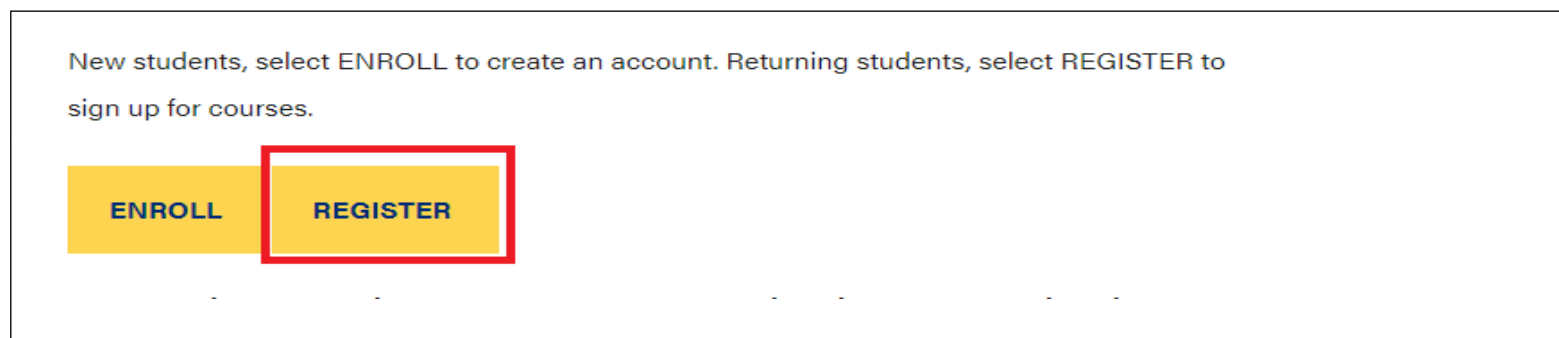 New students, select ENROLL to create an account. Returning students, select REGISTER to
sign up for courses.
ENROLL REGISTER